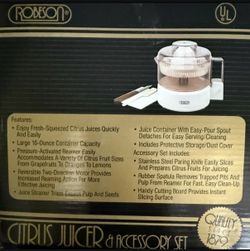 ROBESON®
UL
Features:
• Enjoy Fresh-Squeezed Citrus Juices Quickly
And Easily
• Large 16-Ounce Container Capacity
• Pressure-Activated Reamer Easily
Accommodates A Variety Of Citrus Fruit Sizes
From Grapefruits To Oranges To Lemons
• Reversible Two-Directional Motor Provides
Increased Reaming Action For More
Effective Juicing
• Juice Strainer Traps Excess Pulp And Seeds
• Juice Container With Easy-Pour Spout
Detaches For Easy Serving/Cleaning
• Includes Protective Storage/Dust Cover
Accessory Set Includes:
• Stainless Steel Paring Knife Easily Slices
And Prepares Citrus Fruits For Juicing
• Rubber Spatula Removes Trapped Pulp And
Pulp From Reamer For Fast, Easy Clean-Up
• Handy Cutting Board Provides Instant
Slicing Surface
CITRUS JUICER & ACCESSORY SET
QUALITY
SINCE
1879